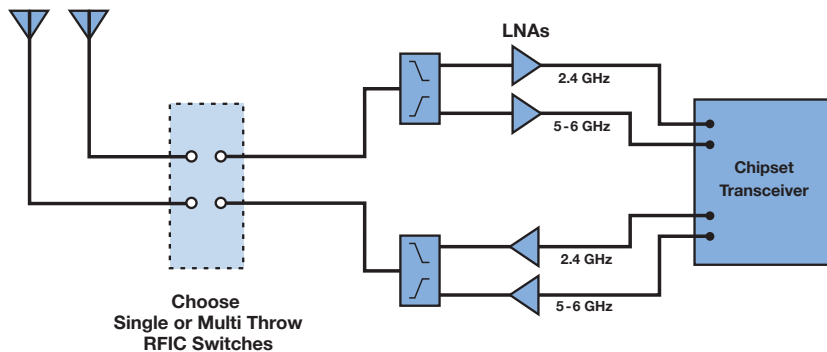 LNAs
2.4 GHz
5-6 GHz
Chipset
Transceiver
2.4 GHz
5-6 GHz
Choose
Single or Multi Throw
RFIC Switches